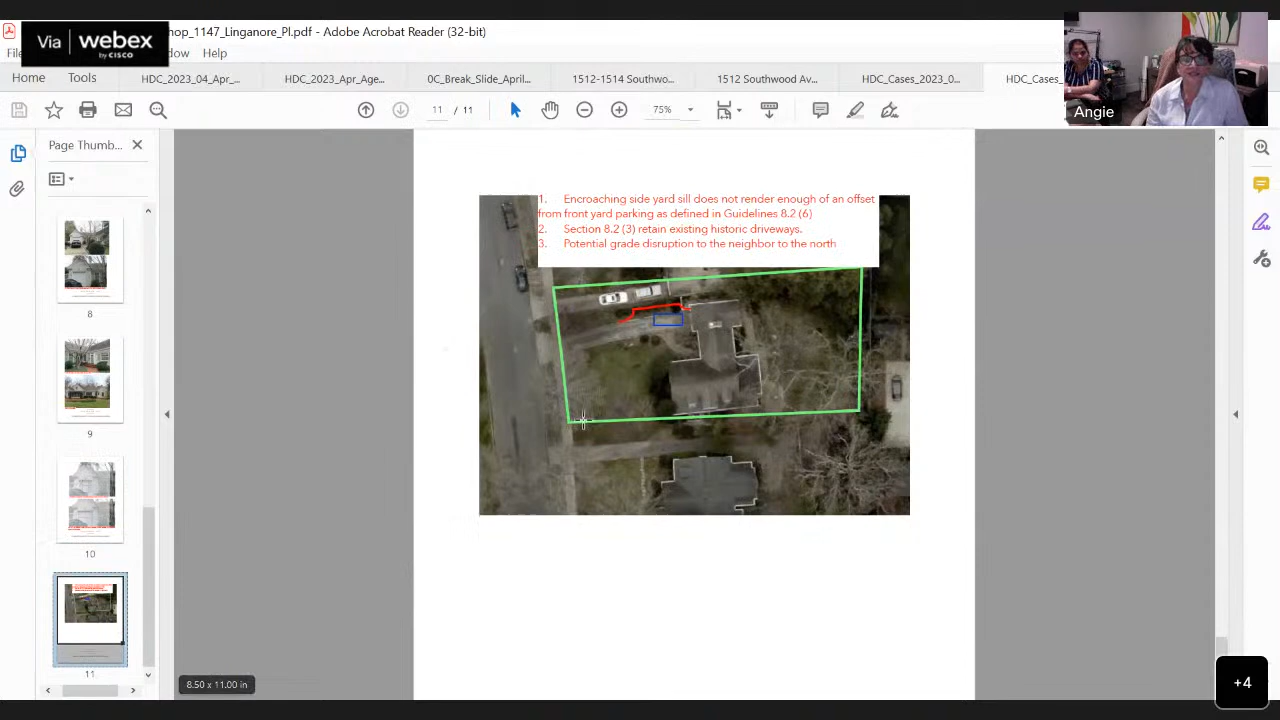 Via webex
by CISCO
hop_1147_Linganore_Pl.pdf - Adobe Acrobat Reader (32-bit)
dow Help
Home Tools HDC_2023_04_Apr_... HDC_2023_Apr_Age... 0C_Break_Slide_April... 1512-1514 Southwo... 1512 Southwood Av... HDC_Cases_2023_0... HDC_Cases_
Angie
11 / 11 75%
Page Thumb...
8
9
10
11
1. Encroaching side yard sill does not render enough of an offset
from front yard parking as defined in Guidelines 8.2 (6)
2. Section 8.2 (3) retain existing historic driveways.
3. Potential grade disruption to the neighbor to the north
8.50 x 11.00 in
+4